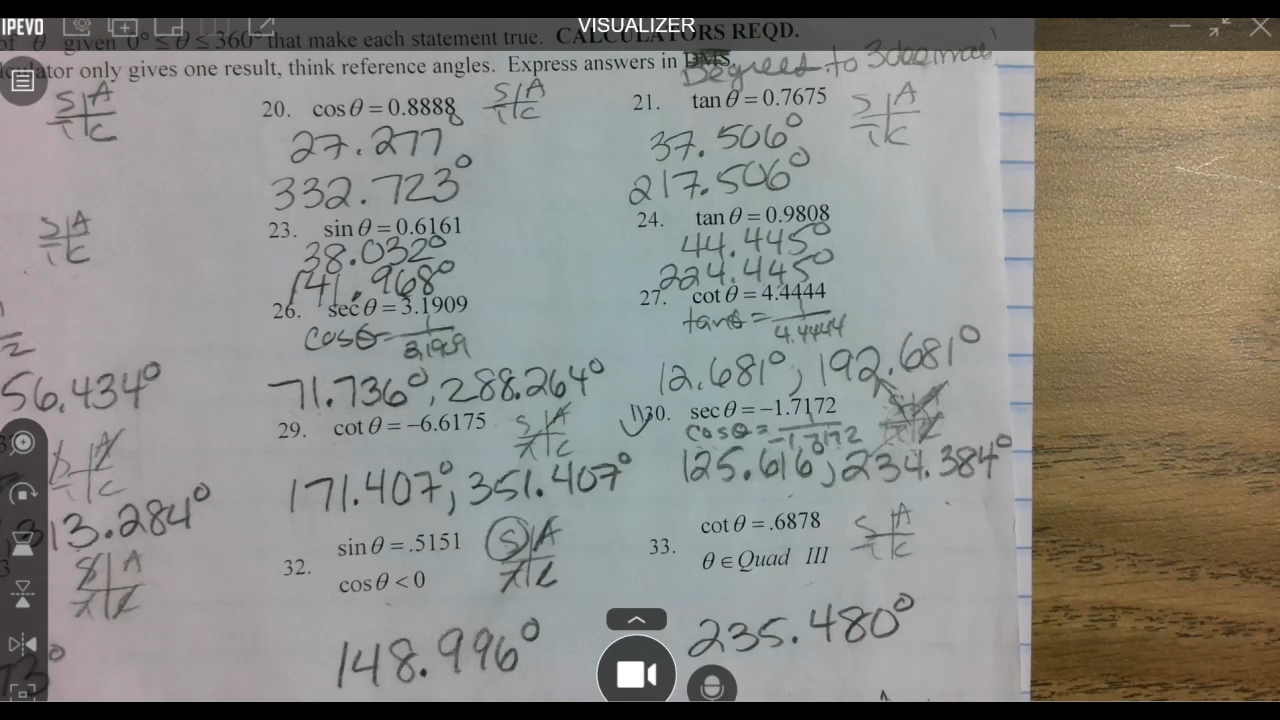 IPEVO
VISUALIZER
of θ given 0° ≤ θ ≤ 360° that make each statement true. CALCULATORS REQD.
lculator only gives one result, think reference angles. Express answers in DMS.
Degrees to 3 decimal
S A
T C
20. cos θ = 0.8888
S A
T C
27.277
332.723°
21. tan θ = 0.7675
S A
T C
37.506°
217.506°
S A
T C
23. sin θ = 0.6161
38.032°
141.968°
24. tan θ = 0.9808
44.445°
224.445°
26. sec θ = 3.1909
cos θ = 1/3.1909
71.736°, 288.264°
27. cot θ = 4.4444
tan θ = 1/4.4444
12.681°, 192.681°
56.434°
29. cot θ = −6.6175
S A
T C
171.407°, 351.407°
30. sec θ = −1.7172
125.616°, 234.384°
S A
T C
313.284°
S A
T C
32. sin θ = .5151
cos θ < 0
S A
T C
148.996°
33. cot θ = .6878
θ ∈ Quad III
S A
T C
235.480°
73°